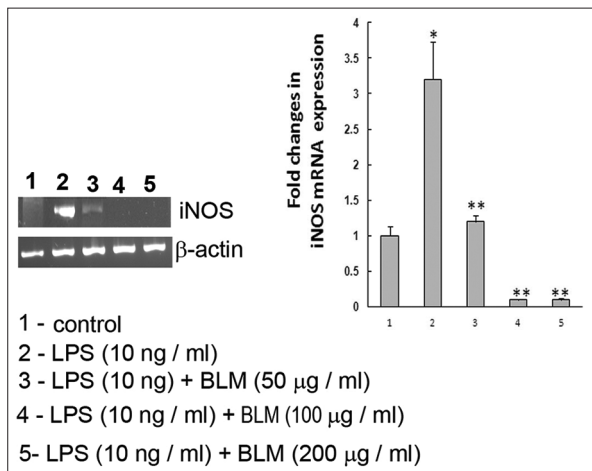 1 2 3 4 5
iNOS
β-actin
Fold changes in
iNOS mRNA expression
4
3.5
3
2.5
2
1.5
1
0.5
0
*
**
** **
1 2 3 4 5
1 - control
2 - LPS (10 ng / ml)
3 - LPS (10 ng) + BLM (50 μg / ml)
4 - LPS (10 ng / ml) + BLM (100 μg / ml)
5- LPS (10 ng / ml) + BLM (200 μg / ml)